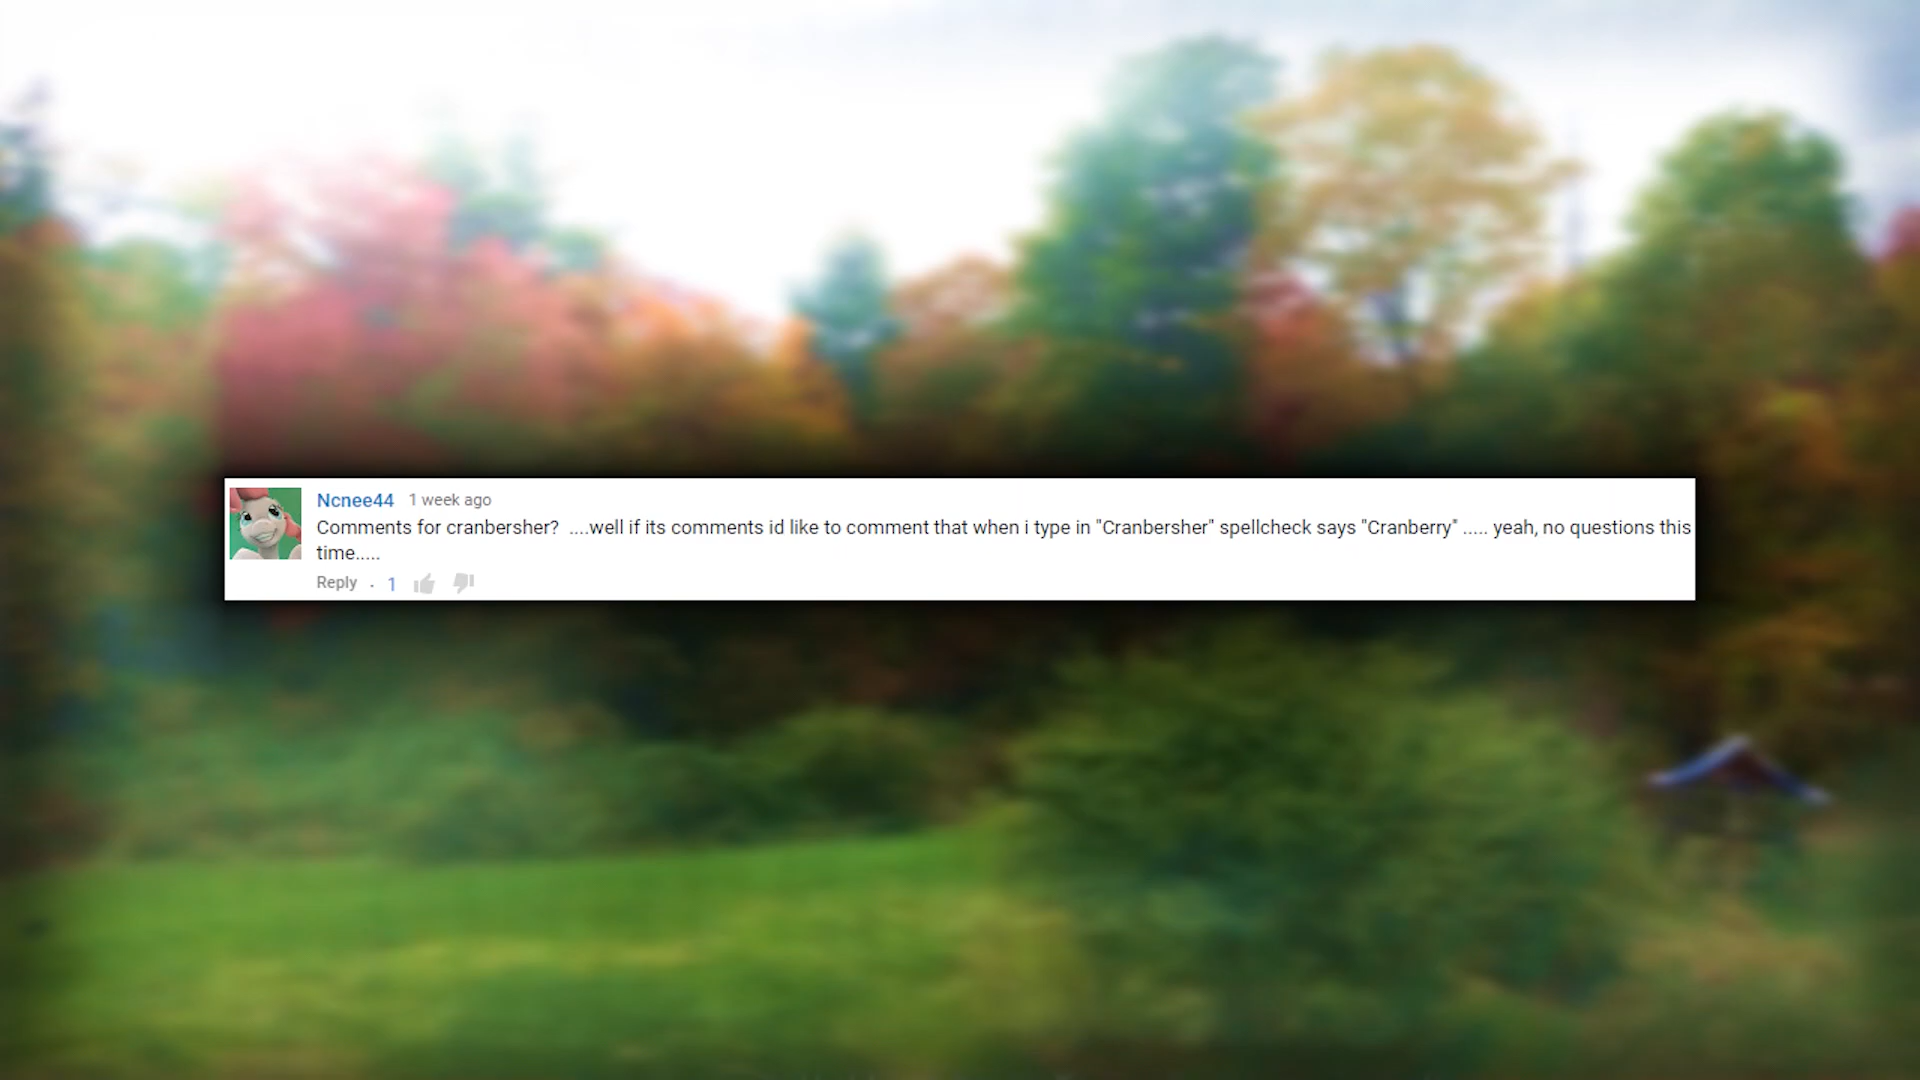 Ncnee44 1 week ago
Comments for cranbersher?  ....well if its comments id like to comment that when i type in "Cranbersher" spellcheck says "Cranberry" ..... yeah, no questions this
time.....
Reply . 1